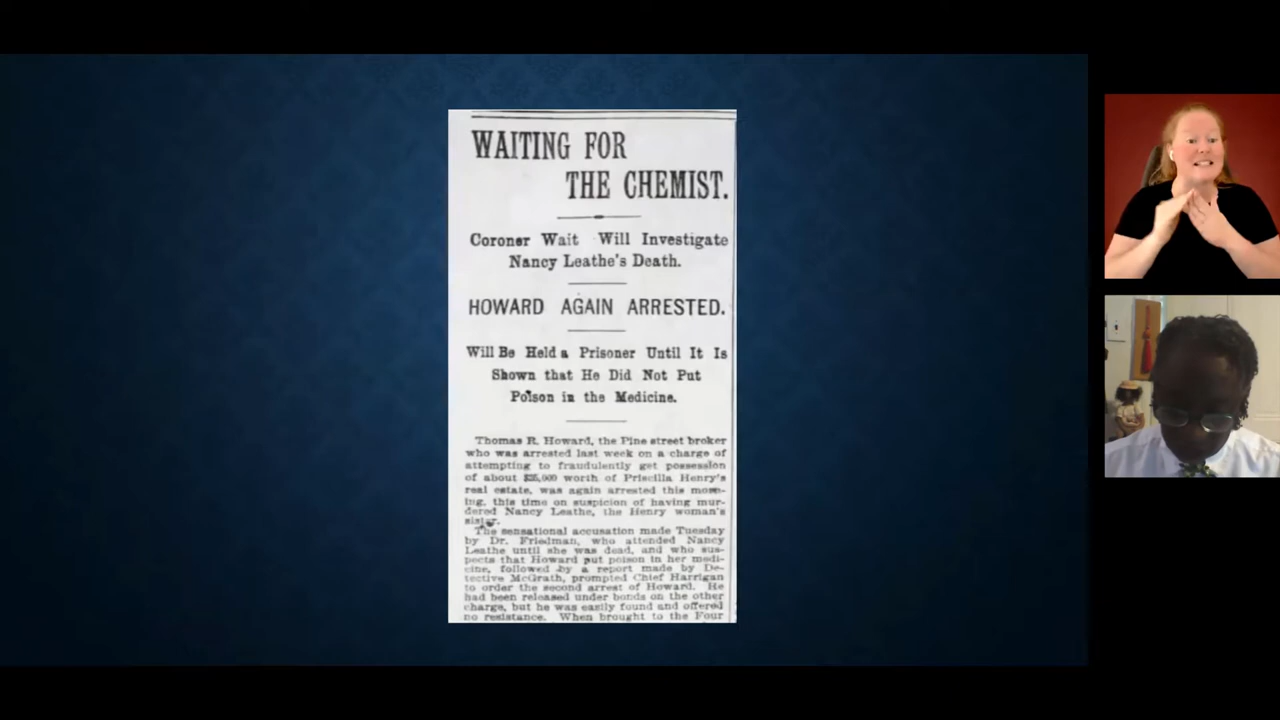 WAITING FOR
THE CHEMIST.
Coroner Wait Will Investigate
Nancy Leathe's Death.
HOWARD AGAIN ARRESTED.
Will Be Held a Prisoner Until It Is
Shown that He Did Not Put
Poison in the Medicine.
Thomas R. Howard, the Pine street broker
who was arrested last week on a charge of
attempting to fraudulently get possession
of about $25,000 worth of Priscilla Henry's
real estate, was again arrested this morn-
ing, this time on suspicion of having mur-
dered Nancy Leathe, the Henry woman's
sister.
The sensational accusation made Tuesday
by Dr. Friedman, who attended Nancy
Leathe until she was dead, and who sus-
pects that Howard put poison in her medi-
cine, followed by a report made by De-
tective McGrath, prompted Chief Harrigan
to order the second arrest of Howard. He
had been released under bonds on the other
charge, but he was easily found and offered
no resistance. When brought to the Four